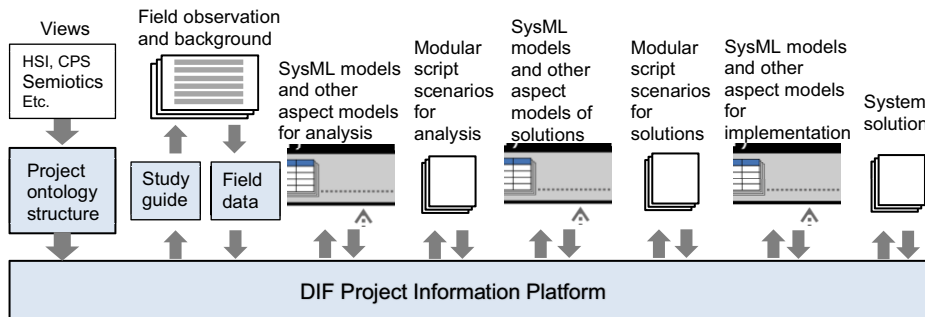 Views
HSI, CPS
Semiotics
Etc.
Project
ontology
structure
Field observation
and background
Study
guide
Field
data
SysML models
and other
aspect models
for analysis
Modular
script
scenarios
for
analysis
SysML
models
and other
aspect
models of
solutions
Modular
script
scenarios
for
solutions
SysML models
and other
aspect models
for
implementation
System
solution
DIF Project Information Platform